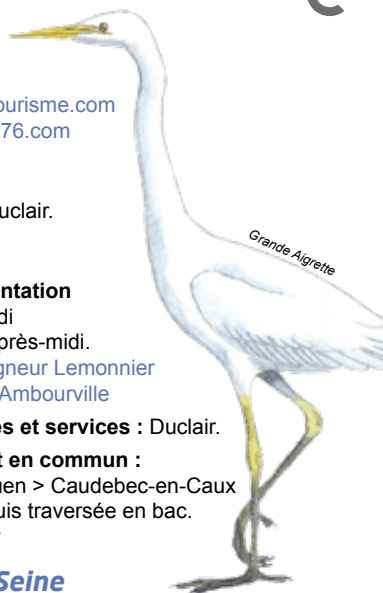 ourisme.com
76.com
uclair.
Grande Aigrette
ntation
di
près-midi.
gneur Lemonnier
Ambourville
es et services : Duclair.
t en commun :
uen > Caudebec-en-Caux
uis traversée en bac.
Seine